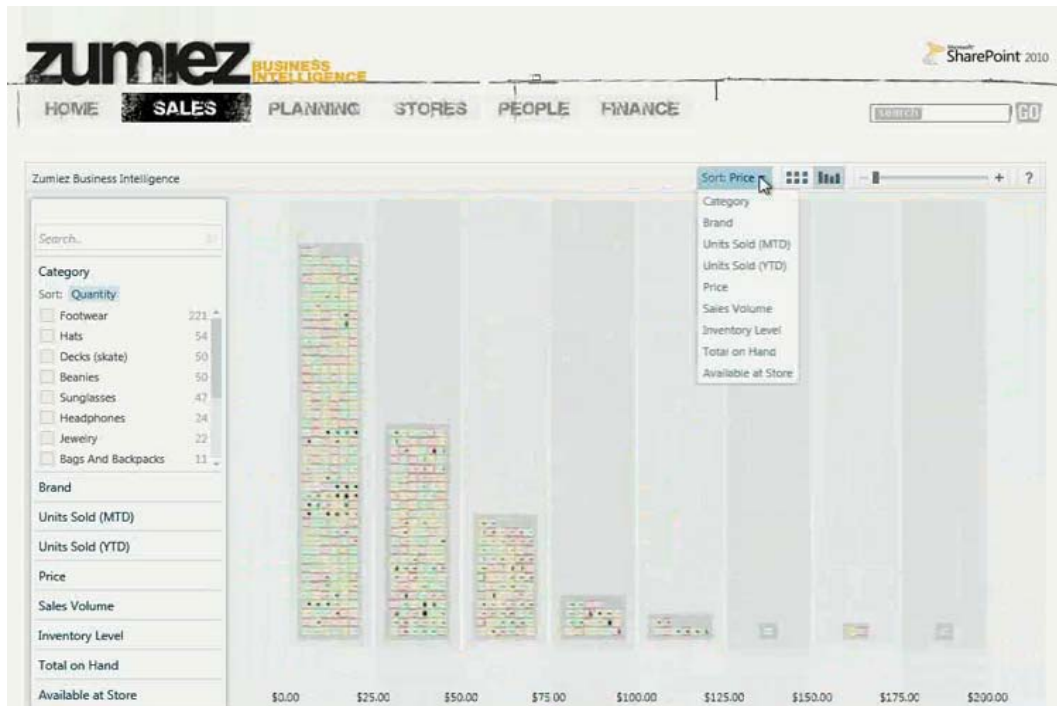 zumiez
BUSINESS
INTELLIGENCE
Microsoft
SharePoint 2010
HOME SALES PLANNING STORES PEOPLE FINANCE
search GO
Zumiez Business Intelligence
Sort: Price
- +
?
Category
Brand
Units Sold (MTD)
Units Sold (YTD)
Price
Sales Volume
Inventory Level
Total on Hand
Available at Store
Search..
Category
Sort: Quantity
Footwear 221
Hats 54
Decks (skate) 50
Beanies 50
Sunglasses 47
Headphones 24
Jewelry 22
Bags And Backpacks 11
Brand
Units Sold (MTD)
Units Sold (YTD)
Price
Sales Volume
Inventory Level
Total on Hand
Available at Store
$0.00 $25.00 $50.00 $75.00 $100.00 $125.00 $150.00 $175.00 $200.00